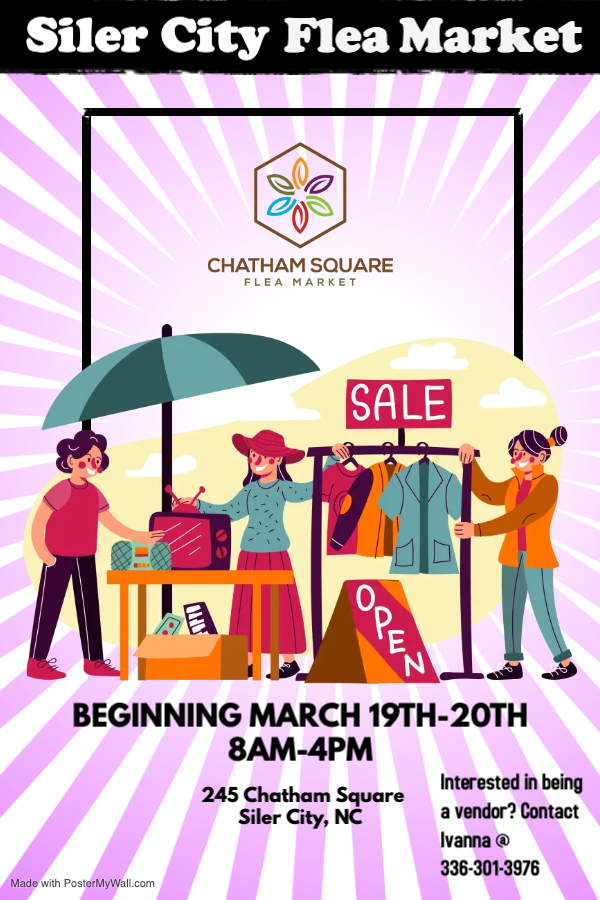 Siler City Flea Market
CHATHAM SQUARE
FLEA MARKET
SALE
OPEN
BEGINNING MARCH 19TH-20TH
8AM-4PM
245 Chatham Square
Siler City, NC
Interested in being
a vendor? Contact
Ivanna @
336-301-3976
Made with PosterMyWall.com